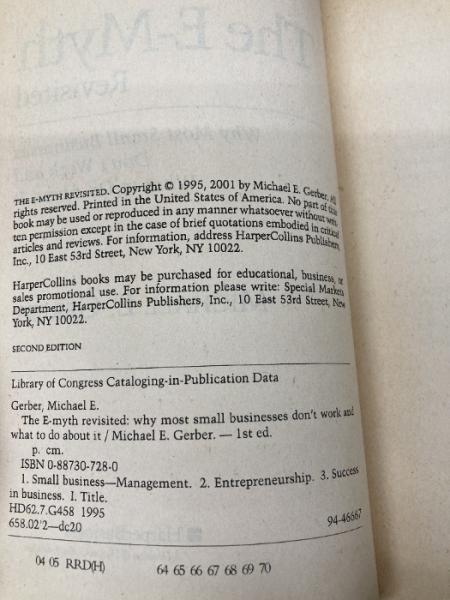 The E-Myth
Revisited
THE E-MYTH REVISITED. Copyright © 1995, 2001 by Michael E. Gerber. All
rights reserved. Printed in the United States of America. No part of this
book may be used or reproduced in any manner whatsoever without writ-
ten permission except in the case of brief quotations embodied in critical
articles and reviews. For information, address HarperCollins Publishers,
Inc., 10 East 53rd Street, New York, NY 10022.
HarperCollins books may be purchased for educational, business, or
sales promotional use. For information please write: Special Markets
Department, HarperCollins Publishers, Inc., 10 East 53rd Street, New
York, NY 10022.
SECOND EDITION
Library of Congress Cataloging-in-Publication Data
Gerber, Michael E.
The E-myth revisited: why most small businesses don't work and
what to do about it / Michael E. Gerber. — 1st ed.
p. cm.
ISBN 0-88730-728-0
1. Small business—Management. 2. Entrepreneurship. 3. Success
in business. I. Title.
HD62.7.G458 1995
658.02'2—dc20 94-46667
04 05 RRD(H) 64 65 66 67 68 69 70